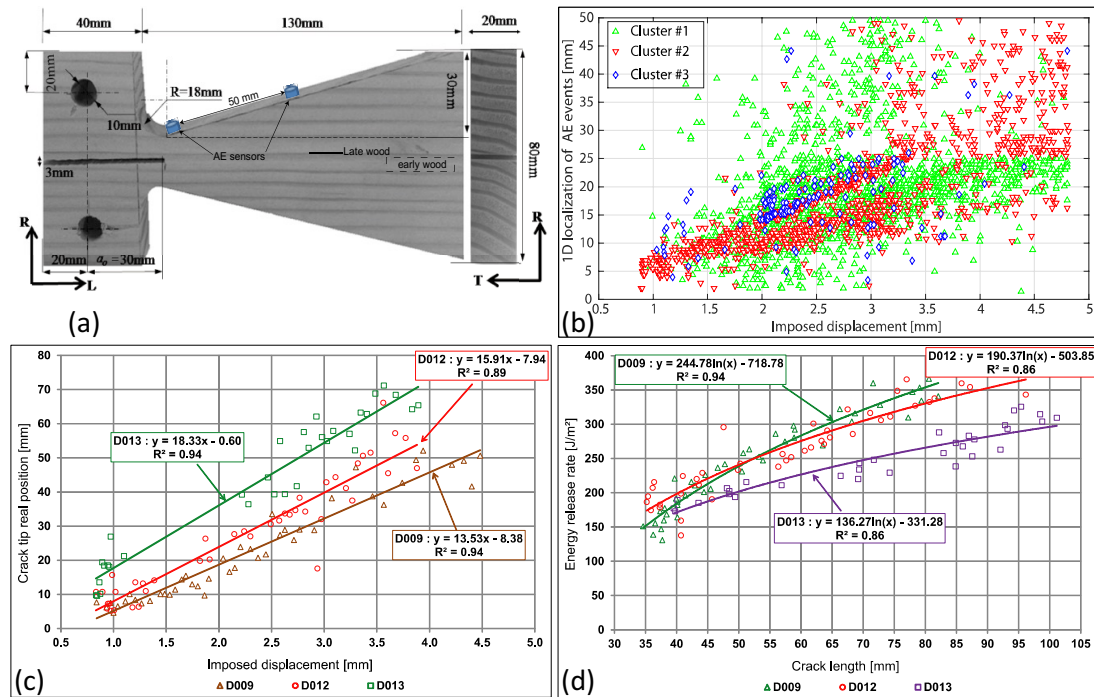 40mm
130mm
20mm
20mm
R=18mm
50 mm
30mm
10mm
AE sensors
Late wood
early wood
3mm
80mm
R
R
20mm
aₒ =30mm
L
T
(a)
Cluster #1
Cluster #2
Cluster #3
1D localization of AE events [mm]
50
45
40
35
30
25
20
15
10
5
0
0.5 1 1.5 2 2.5 3 3.5 4 4.5 5
Imposed displacement [mm]
(b)
D012 : y = 15.91x - 7.94
R² = 0.89
D013 : y = 18.33x - 0.60
R² = 0.94
D009 : y = 13.53x - 8.38
R² = 0.94
Crack tip real position [mm]
80
70
60
50
40
30
20
10
0
0.5 1.0 1.5 2.0 2.5 3.0 3.5 4.0 4.5 5.0
Imposed displacement [mm]
D009 D012 D013
(c)
D009 : y = 244.78ln(x) - 718.78
R² = 0.94
D012 : y = 190.37ln(x) - 503.85
R² = 0.86
D013 : y = 136.27ln(x) - 331.28
R² = 0.86
Energy release rate [J/m²]
400
350
300
250
200
150
100
50
0
30 35 40 45 50 55 60 65 70 75 80 85 90 95 100 105
Crack length [mm]
D009 D012 D013
(d)